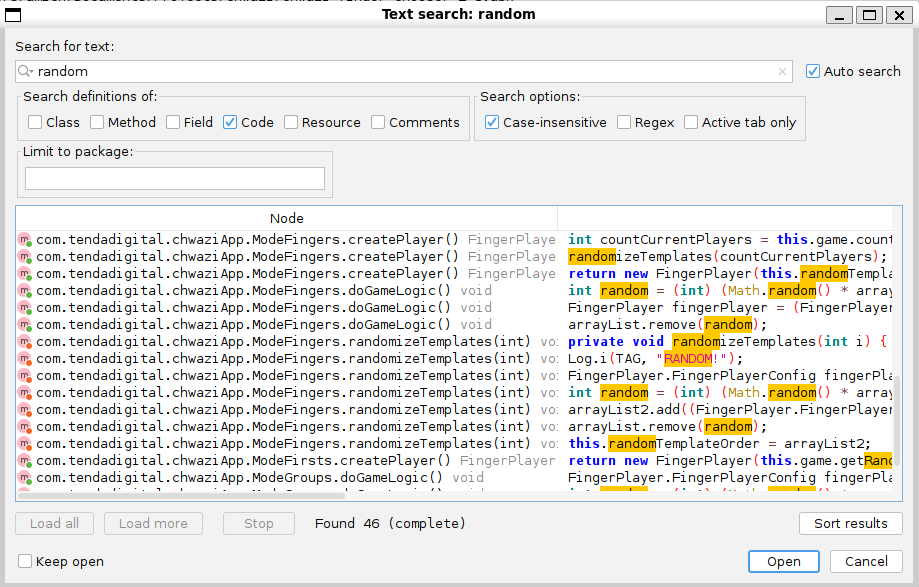 Text search: random
Search for text:
random
Auto search
Search definitions of:
Class Method Field Code Resource Comments
Search options:
Case-insensitive Regex Active tab only
Limit to package:
Node
com.tendadigital.chwaziApp.ModeFingers.createPlayer() FingerPlaye int countCurrentPlayers = this.game.count
com.tendadigital.chwaziApp.ModeFingers.createPlayer() FingerPlaye randomizeTemplates(countCurrentPlayers);
com.tendadigital.chwaziApp.ModeFingers.createPlayer() FingerPlaye return new FingerPlayer(this.randomTempla
com.tendadigital.chwaziApp.ModeFingers.doGameLogic() void int random = (int) (Math.random() * array
com.tendadigital.chwaziApp.ModeFingers.doGameLogic() void FingerPlayer fingerPlayer = (FingerPlayer
com.tendadigital.chwaziApp.ModeFingers.doGameLogic() void arrayList.remove(random);
com.tendadigital.chwaziApp.ModeFingers.randomizeTemplates(int) vo private void randomizeTemplates(int i) {
com.tendadigital.chwaziApp.ModeFingers.randomizeTemplates(int) vo Log.i(TAG, "RANDOM!");
com.tendadigital.chwaziApp.ModeFingers.randomizeTemplates(int) vo FingerPlayer.FingerPlayerConfig fingerPla
com.tendadigital.chwaziApp.ModeFingers.randomizeTemplates(int) vo int random = (int) (Math.random() * array
com.tendadigital.chwaziApp.ModeFingers.randomizeTemplates(int) vo arrayList2.add((FingerPlayer.FingerPlayer
com.tendadigital.chwaziApp.ModeFingers.randomizeTemplates(int) vo arrayList.remove(random);
com.tendadigital.chwaziApp.ModeFingers.randomizeTemplates(int) vo this.randomTemplateOrder = arrayList2;
com.tendadigital.chwaziApp.ModeFirsts.createPlayer() FingerPlayer return new FingerPlayer(this.game.getRand
com.tendadigital.chwaziApp.ModeGroups.doGameLogic() void FingerPlayer.FingerPlayerConfig fingerPla
Load all Load more Stop Found 46 (complete) Sort results
Keep open Open Cancel